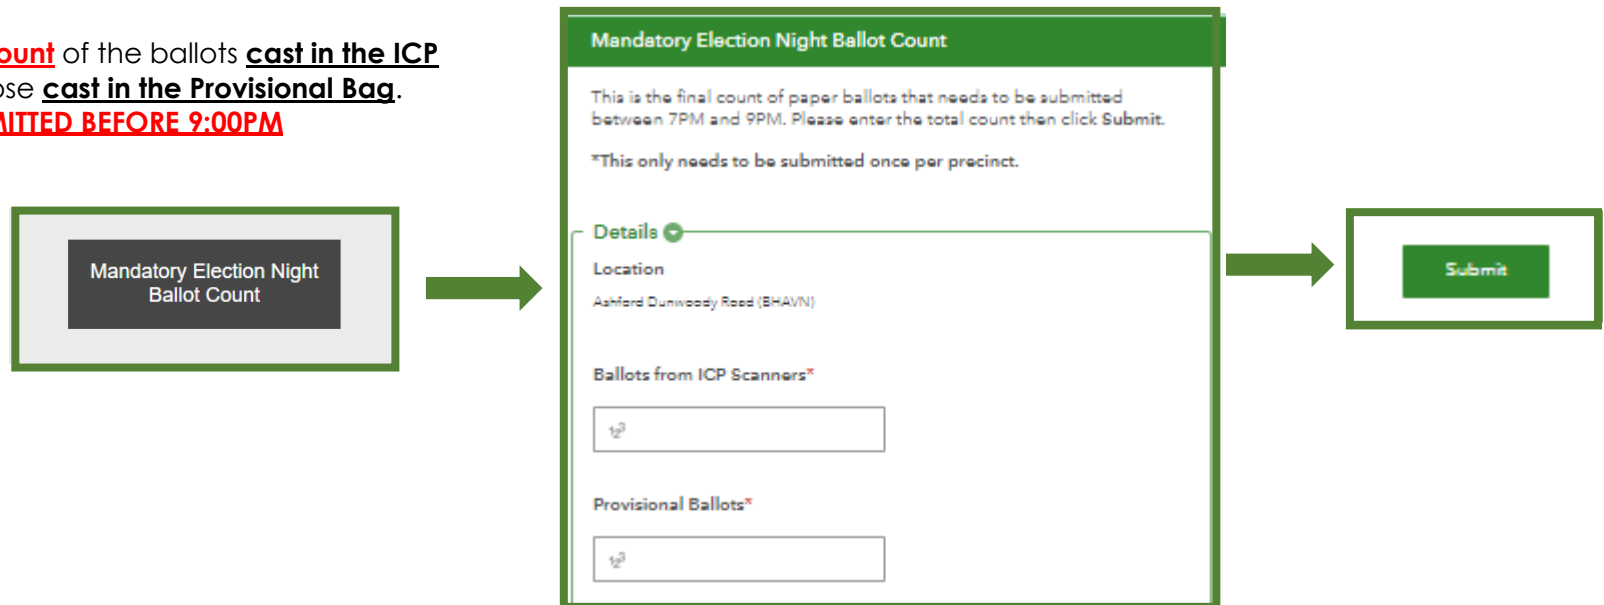 ount of the ballots cast in the ICP
ose cast in the Provisional Bag.
MITTED BEFORE 9:00PM
Mandatory Election Night
Ballot Count
Mandatory Election Night Ballot Count
This is the final count of paper ballots that needs to be submitted
between 7PM and 9PM. Please enter the total count then click Submit.
*This only needs to be submitted once per precinct.
Details
Location
Ashford Dunwoody Road (BHAVN)
Ballots from ICP Scanners*
123
Provisional Ballots*
123
Submit